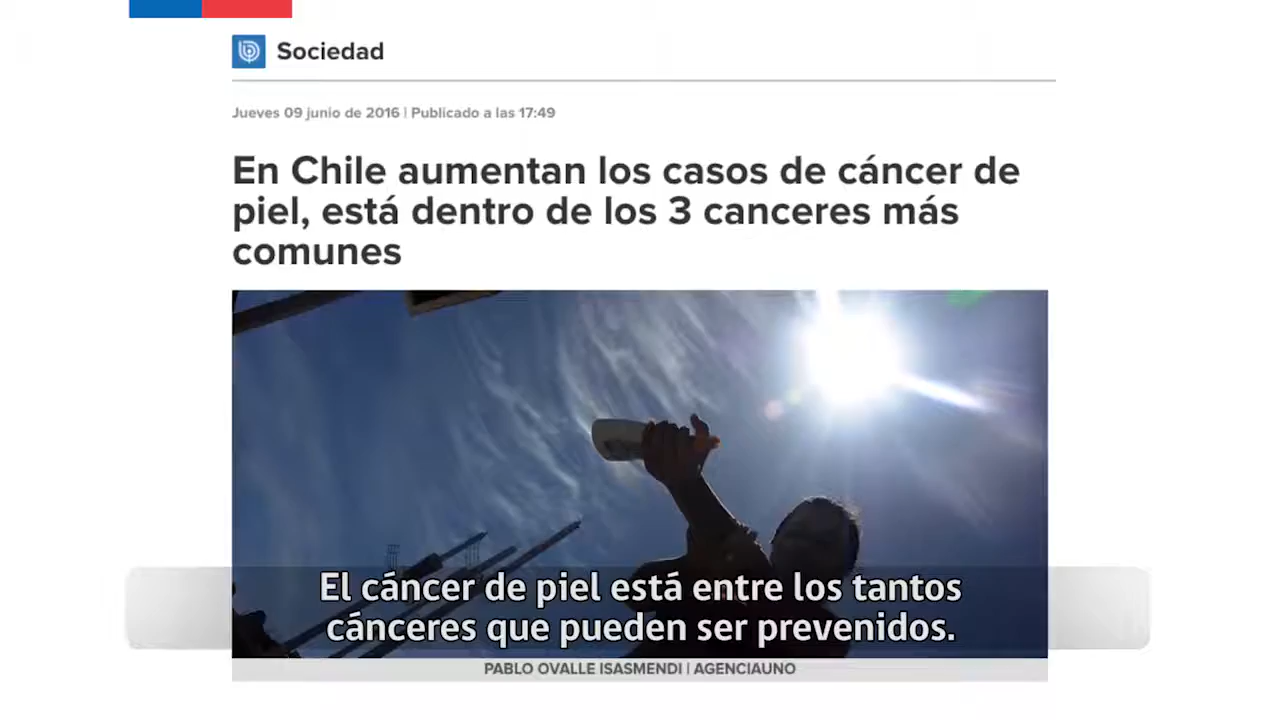 Sociedad
Jueves 09 junio de 2016 | Publicado a las 17:49
En Chile aumentan los casos de cáncer de
piel, está dentro de los 3 canceres más
comunes
El cáncer de piel está entre los tantos
cánceres que pueden ser prevenidos.
PABLO OVALLE ISASMENDI | AGENCIAUNO